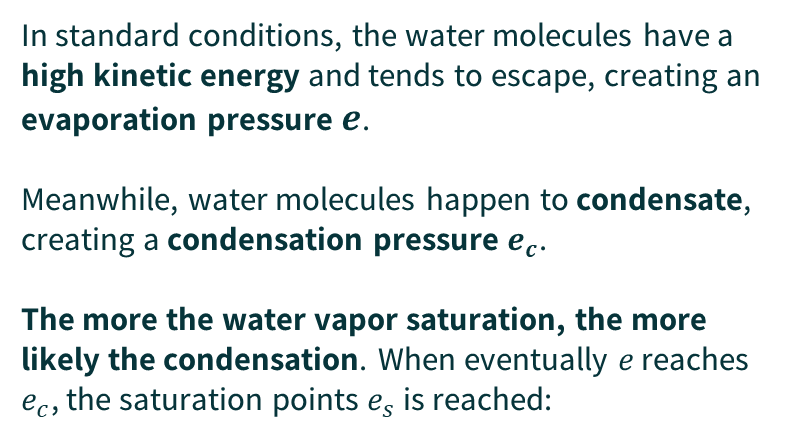 In standard conditions, the water molecules have a
high kinetic energy and tends to escape, creating an
evaporation pressure e.
Meanwhile, water molecules happen to condensate,
creating a condensation pressure e_c.
The more the water vapor saturation, the more
likely the condensation. When eventually e reaches
e_c, the saturation points e_s is reached: